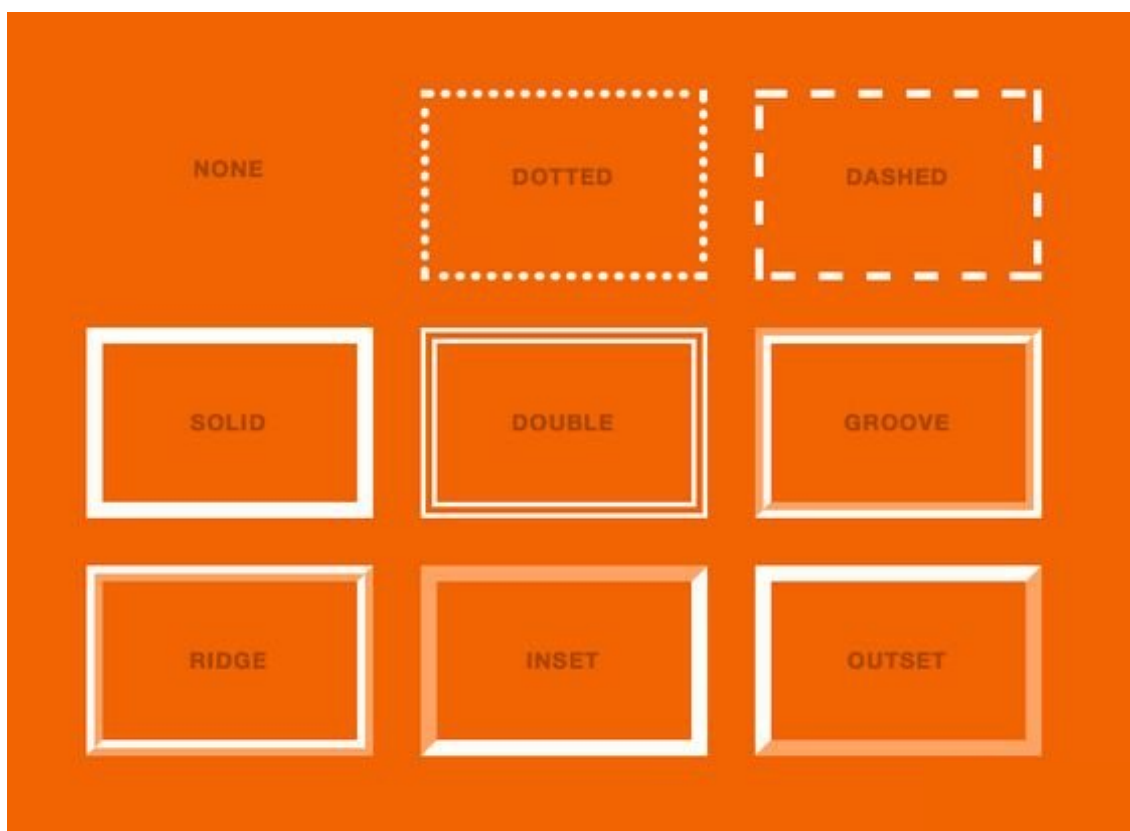 NONE
DOTTED
DASHED
SOLID
DOUBLE
GROOVE
RIDGE
INSET
OUTSET